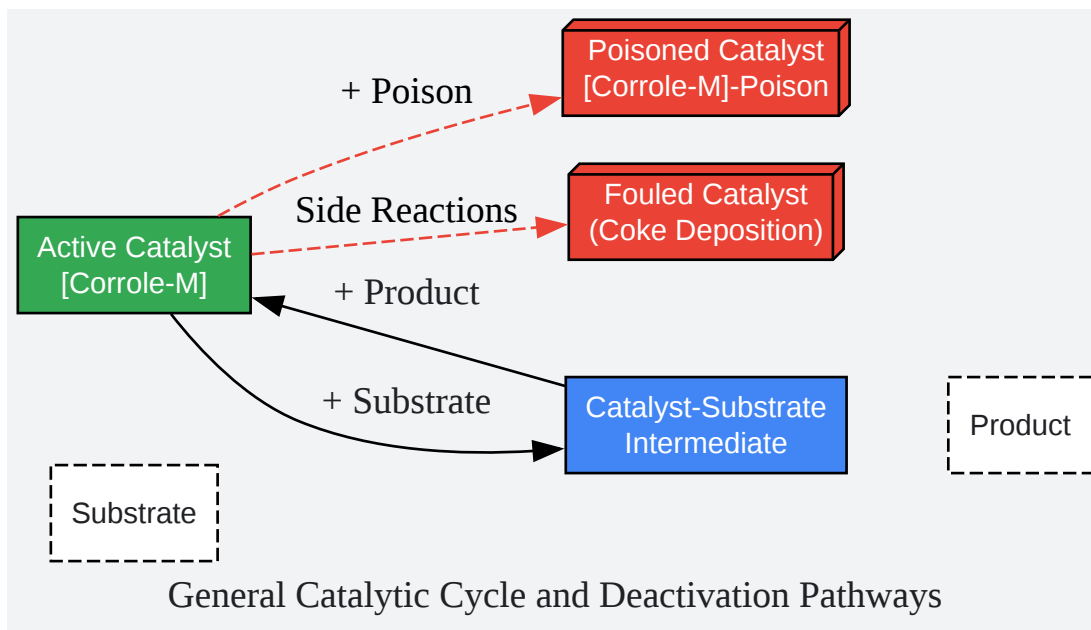 Poisoned Catalyst
[Corrole-M]-Poison
+ Poison
Fouled Catalyst
(Coke Deposition)
Side Reactions
Active Catalyst
[Corrole-M]
+ Product
+ Substrate
Catalyst-Substrate
Intermediate
Product
Substrate
General Catalytic Cycle and Deactivation Pathways